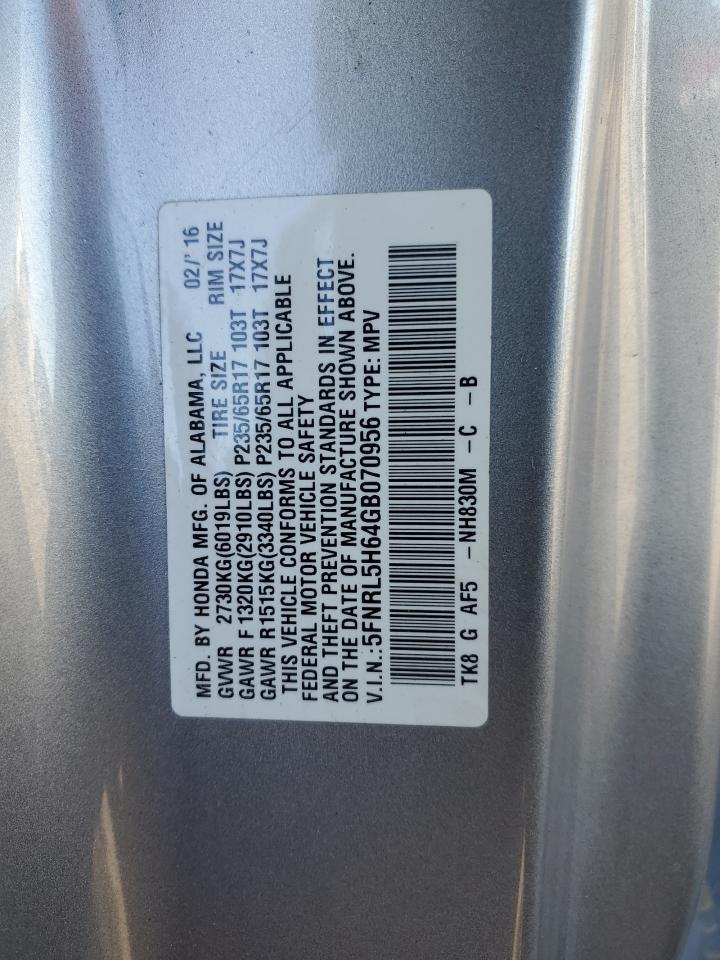 MFD. BY HONDA MFG. OF ALABAMA, LLC 02/' 16
GVWR 2730KG(6019LBS) TIRE SIZE RIM SIZE
GAWR F 1320KG(2910LBS) P235/65R17 103T 17X7J
GAWR R1515KG(3340LBS) P235/65R17 103T 17X7J
THIS VEHICLE CONFORMS TO ALL APPLICABLE
FEDERAL MOTOR VEHICLE SAFETY
AND THEFT PREVENTION STANDARDS IN EFFECT
ON THE DATE OF MANUFACTURE SHOWN ABOVE.
V.I.N.:5FNRL5H64GB070956 TYPE: MPV
TK8 G AF5 -NH830M -C -B